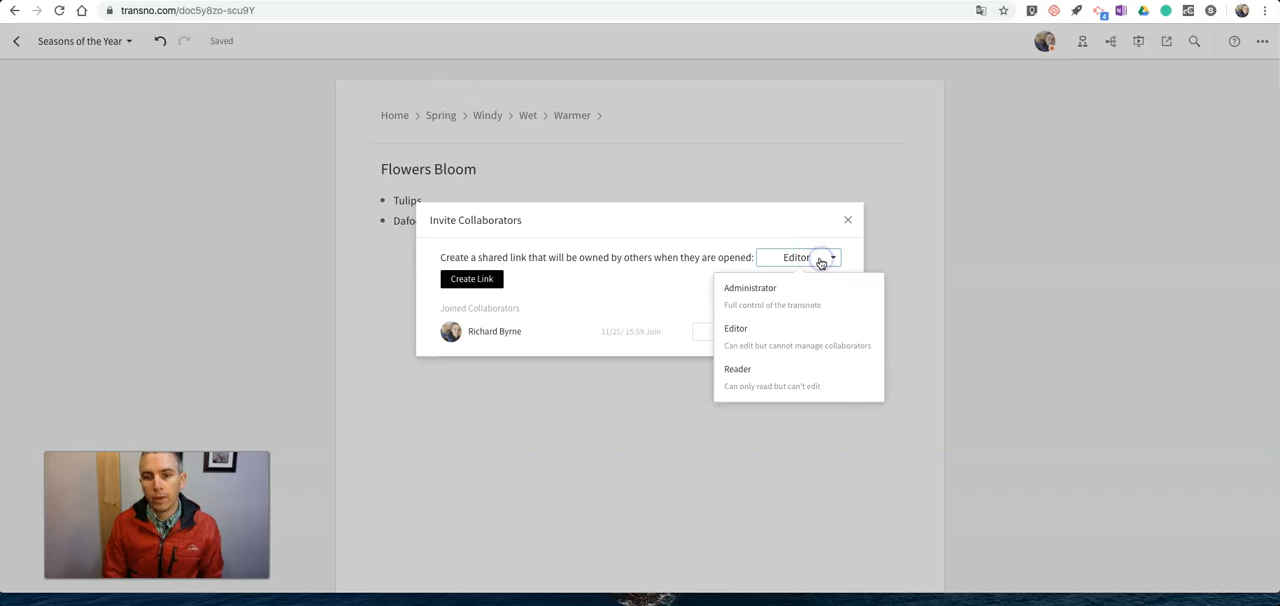 transno.com/doc5y8zo-scu9Y
4
Seasons of the Year
Saved
Home > Spring > Windy > Wet > Warmer >
Flowers Bloom
Tulips
Dafo
Invite Collaborators
Create a shared link that will be owned by others when they are opened: Editor
Create Link
Administrator
Full control of the transnote
Joined Collaborators
Editor
Richard Byrne 11/25/ 15:59 Join
Can edit but cannot manage collaborators
Reader
Can only read but can't edit